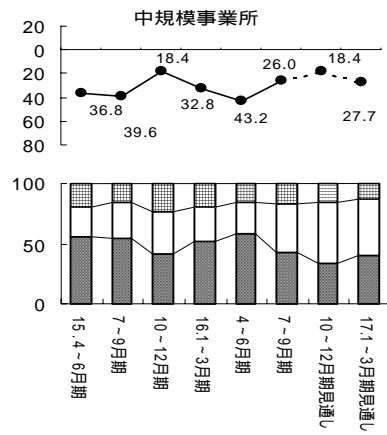 中規模事業所
20
0
20
40
60
80
36.8
39.6
18.4
32.8
43.2
26.0
18.4
27.7
100
50
0
15.4～6月期
7～9月期
10～12月期
16.1～3月期
4～6月期
7～9月期
10～12月期見通し
17.1～3月期見通し